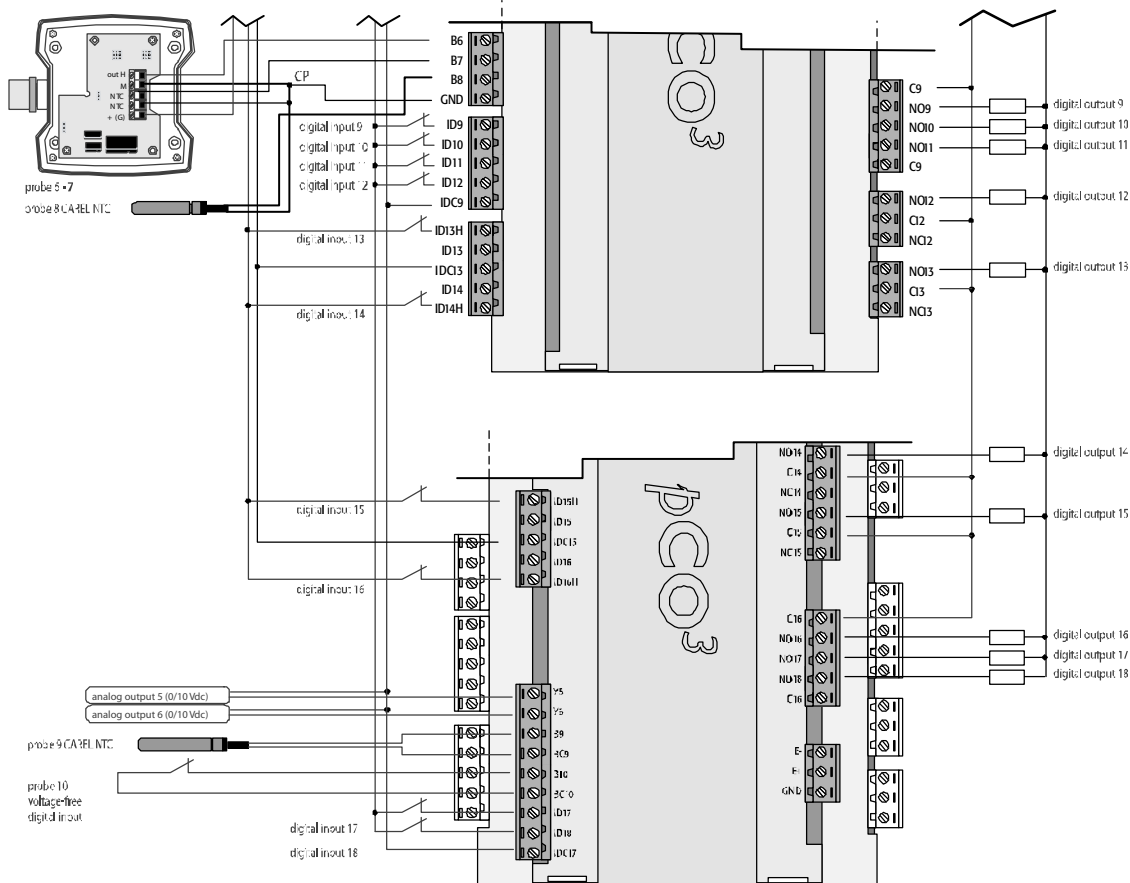 out H
M
NTC
NTC
+ (G)
probe 6 • 7
probe 8 CAREL NTC
CP
B6
B7
B8
GND
digital input 9
digital input 10
digital input 11
digital input 12
ID9
ID10
ID11
ID12
IDC9
digital input 13
digital input 14
ID13H
ID13
IDC13
ID14
ID14H
CO3
C9
NO9
NO10
NO11
C9
NO12
C12
NC12
NO13
C13
NC13
digital output 9
digital output 10
digital output 11
digital output 12
digital output 13
digital input 15
digital input 16
ID15H
ID15
IDC15
ID16
ID16H
pCO3
NO14
C14
NC14
NO15
C15
NC15
C16
NO16
NO17
NO18
C16
E-
E+
GND
digital output 14
digital output 15
digital output 16
digital output 17
digital output 18
analog output 5 (0/10 Vdc)
analog output 6 (0/10 Vdc)
probe 9 CAREL NTC
probe 10
voltage-free
digital input
digital input 17
digital input 18
Y5
Y6
B9
BC9
B10
BC10
ID17
ID18
IDC17